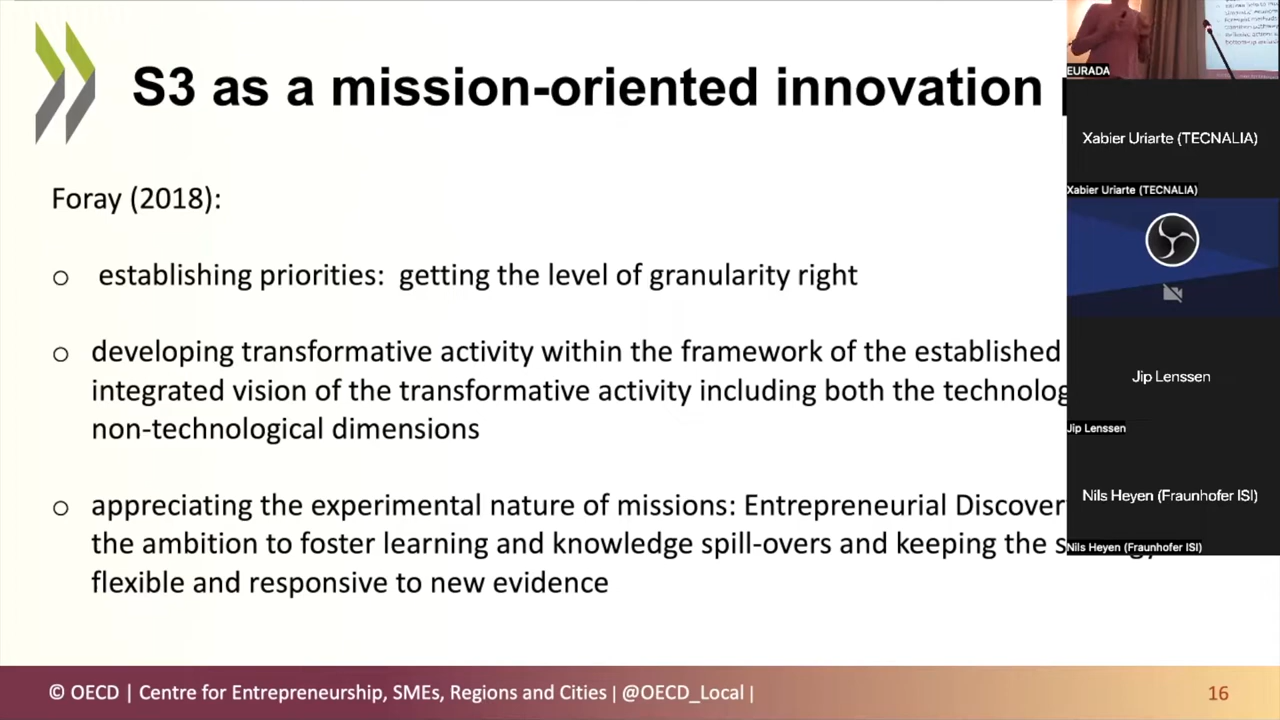 S3 as a mission-oriented innovation
Foray (2018):
o establishing priorities: getting the level of granularity right
o developing transformative activity within the framework of the established
integrated vision of the transformative activity including both the
non-technological dimensions
o appreciating the experimental nature of missions: Entrepreneurial
the ambition to foster learning and knowledge spill-overs and keeping the
flexible and responsive to new evidence
© OECD | Centre for Entrepreneurship, SMEs, Regions and Cities | @OECD_Local |
16
EURADA
Xabier Uriarte (TECNALIA)
Xabier Uriarte (TECNALIA)
Jip Lenssen
Jip Lenssen
Nils Heyen (Fraunhofer ISI)
Nils Heyen (Fraunhofer ISI)